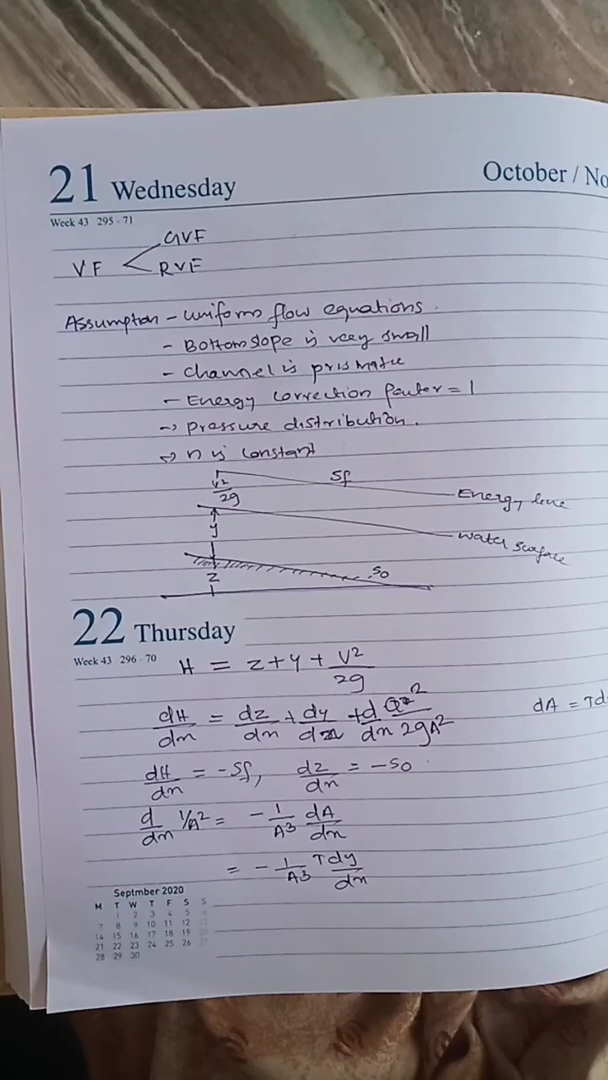 21 Wednesday
October / No
Week 43 295 - 71
GVF
VF < RVF
Assumption - uniform flow equations.
- Bottom slope is very small
- Channel is prismatic
- Energy correction factor = 1
-> pressure distribution.
-> n is constant
V²/2g
Sf
Energy line
y
water surface
z
So
22 Thursday
Week 43 296 - 70
H = z + y + V²/2g
dH/dx = dz/dx + dy/dx + d/dx Q²/2gA²
dA = Td
dH/dx = -Sf, dz/dx = -So
d/dx 1/A² = -1/A3 dA/dx
= -1/A3 Tdy/dx
Septmber 2020
M T W T F S S
1 2 3 4 5 6
7 8 9 10 11 12 13
14 15 16 17 18 19 20
21 22 23 24 25 26 27
28 29 30